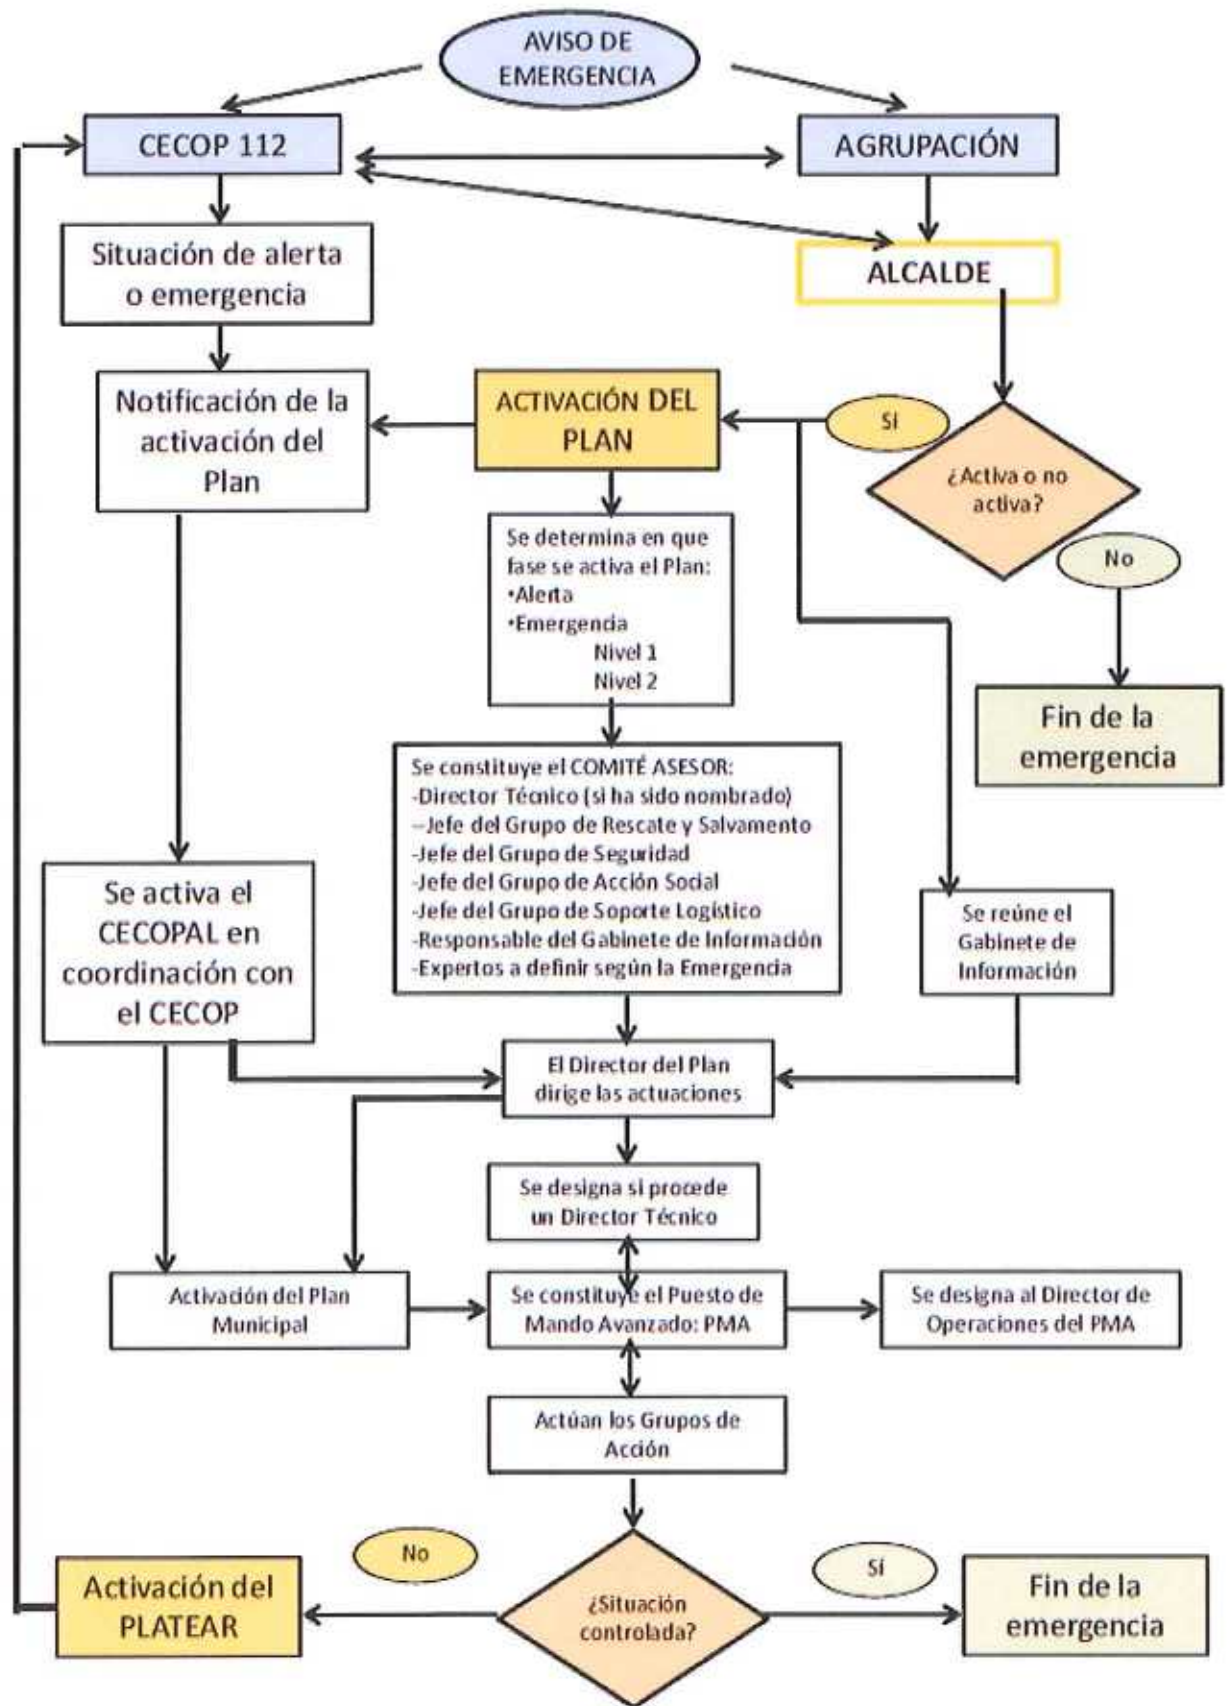 AVISO DE
EMERGENCIA
CECOP 112
AGRUPACIÓN
Situación de alerta
o emergencia
ALCALDE
Notificación de la
activación del
Plan
ACTIVACIÓN DEL
PLAN
Sí
¿Activa o no
activa?
No
Se determina en que
fase se activa el Plan:
•Alerta
•Emergencia
Nivel 1
Nivel 2
Fin de la
emergencia
Se constituye el COMITÉ ASESOR:
-Director Técnico (si ha sido nombrado)
--Jefe del Grupo de Rescate y Salvamento
-Jefe del Grupo de Seguridad
-Jefe del Grupo de Acción Social
-Jefe del Grupo de Soporte Logístico
-Responsable del Gabinete de Información
-Expertos a definir según la Emergencia
Se activa el
CECOPAL en
coordinación con
el CECOP
Se reúne el
Gabinete de
Información
El Director del Plan
dirige las actuaciones
Se designa si procede
un Director Técnico
Activación del Plan
Municipal
Se constituye el Puesto de
Mando Avanzado: PMA
Se designa al Director de
Operaciones del PMA
Actúan los Grupos de
Acción
No
Sí
Activación del
PLATEAR
¿Situación
controlada?
Fin de la
emergencia